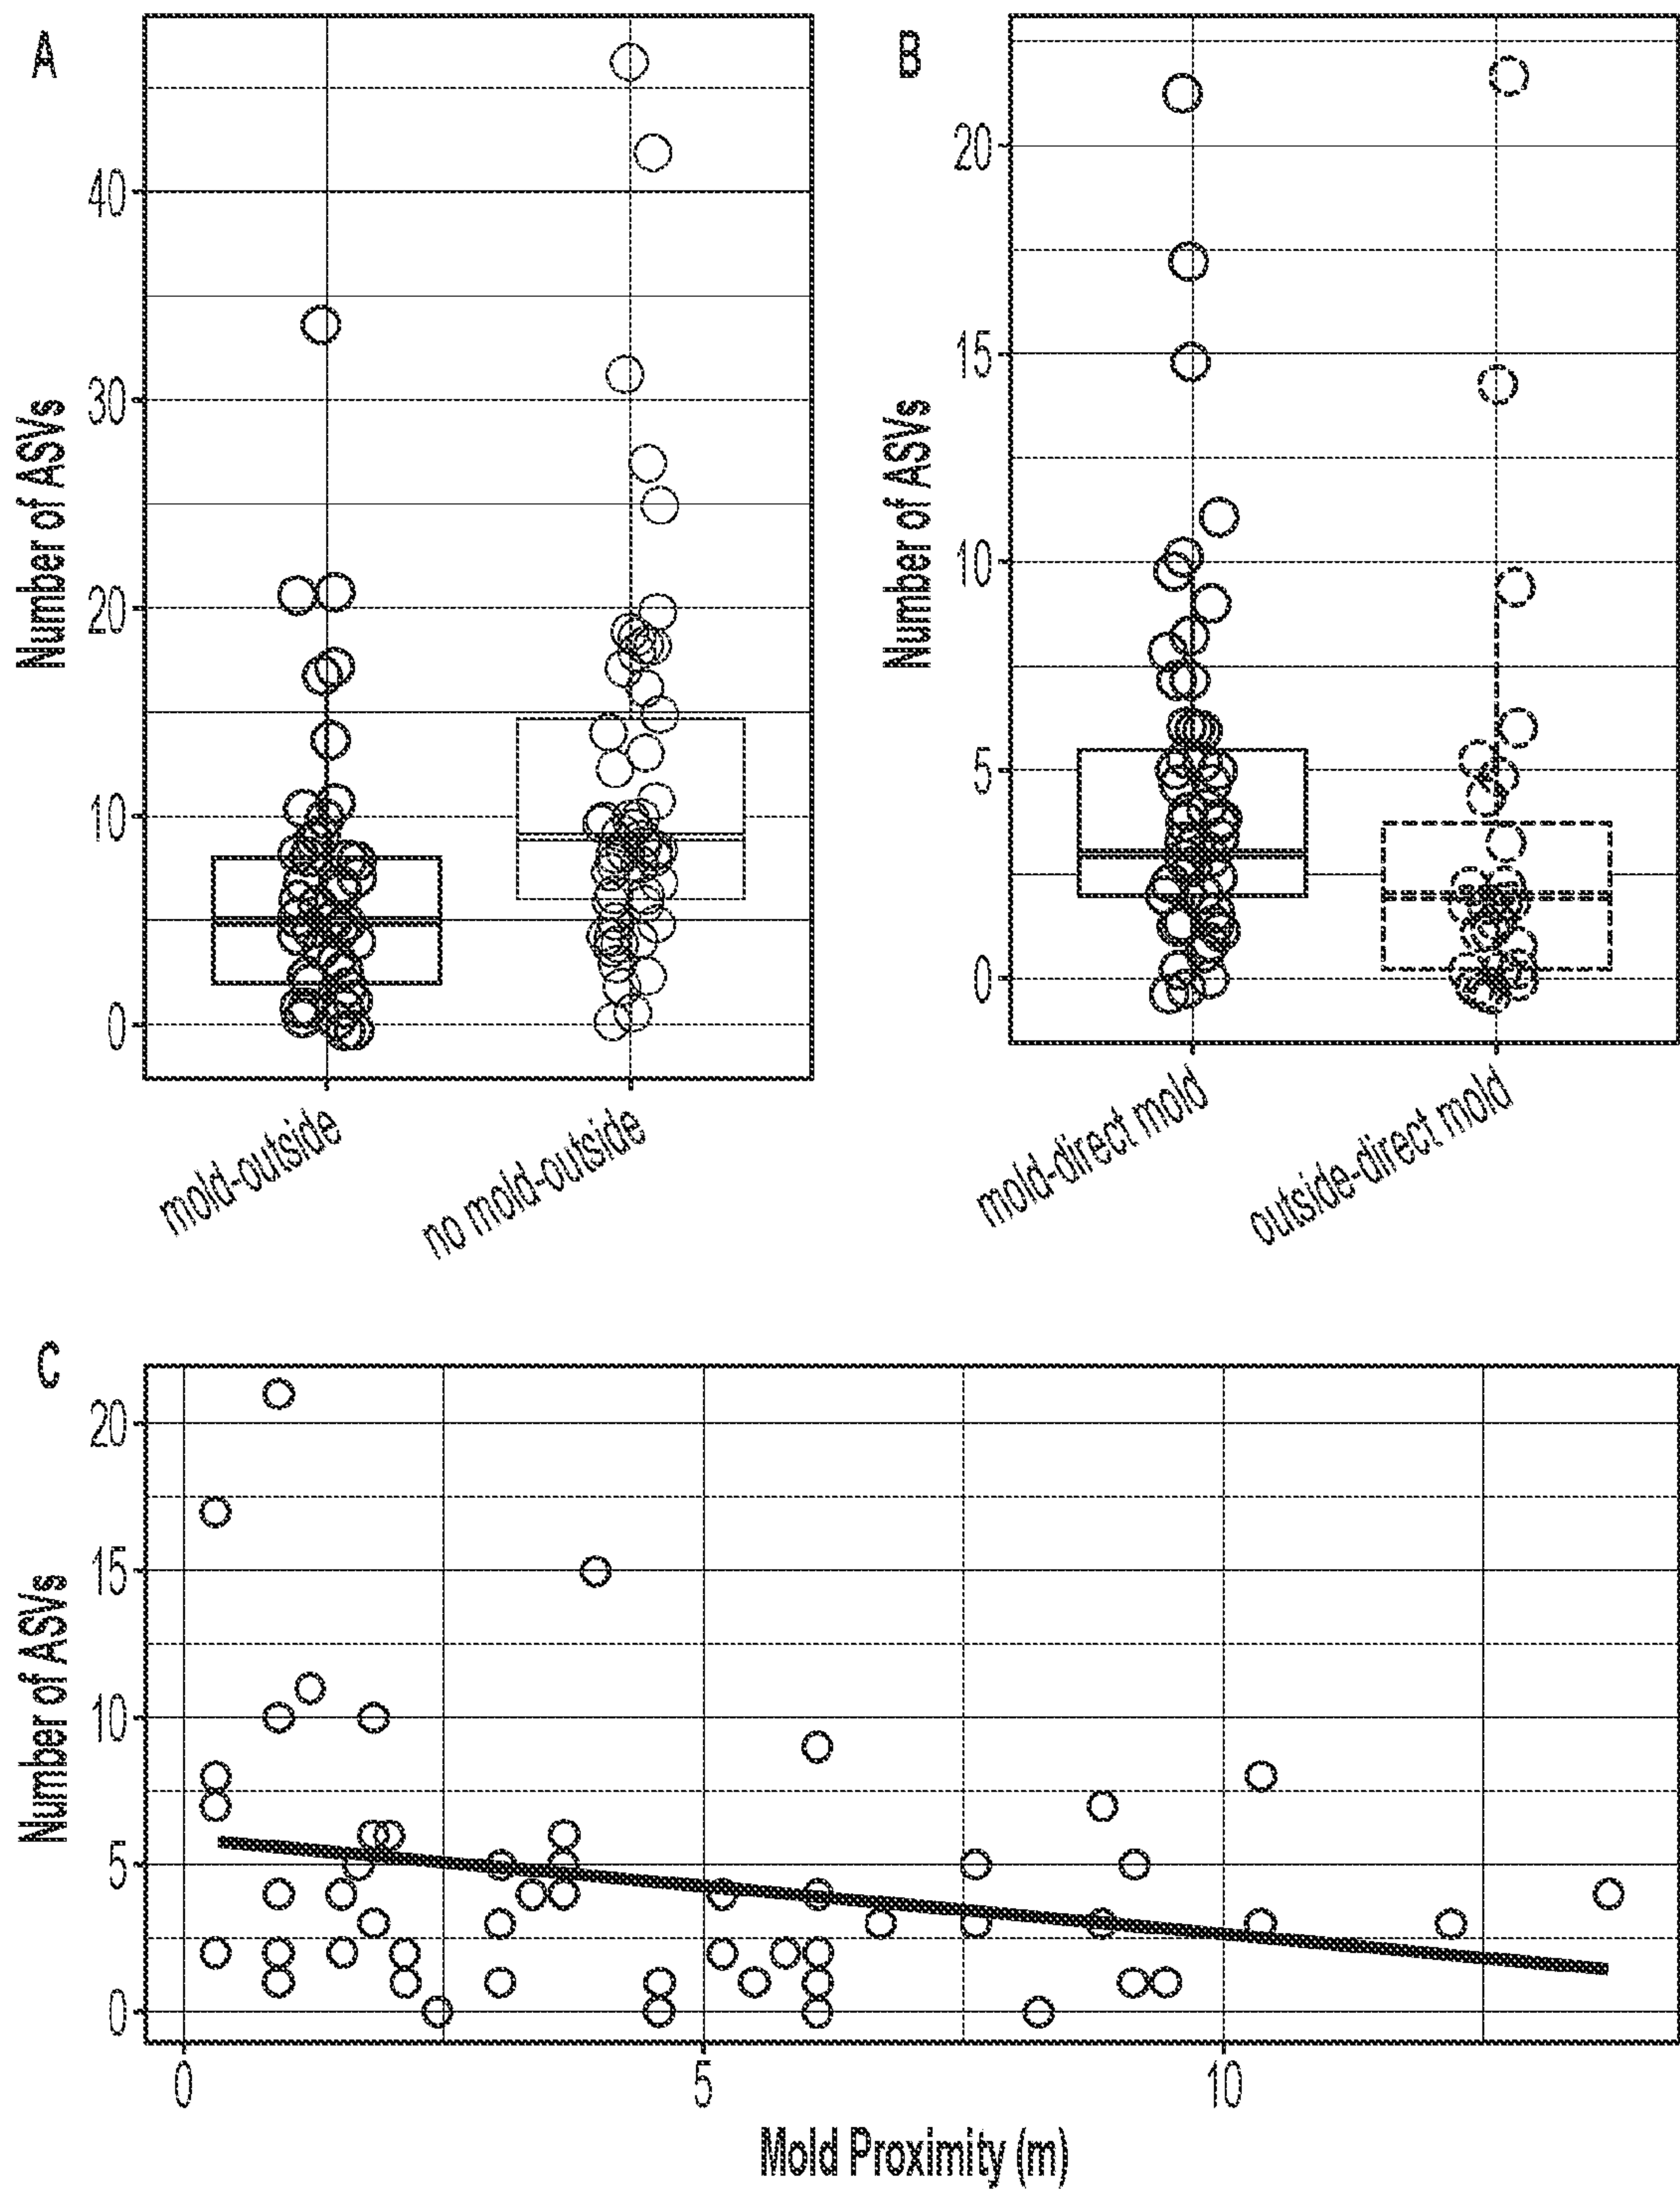 A
Number of ASVs
40
30
20
10
0
mold-outside
no mold-outside
B
Number of ASVs
20
15
10
5
0
mold-direct mold
outside-direct mold
C
Number of ASVs
20
15
10
5
0
0
5
10
Mold Proximity (m)